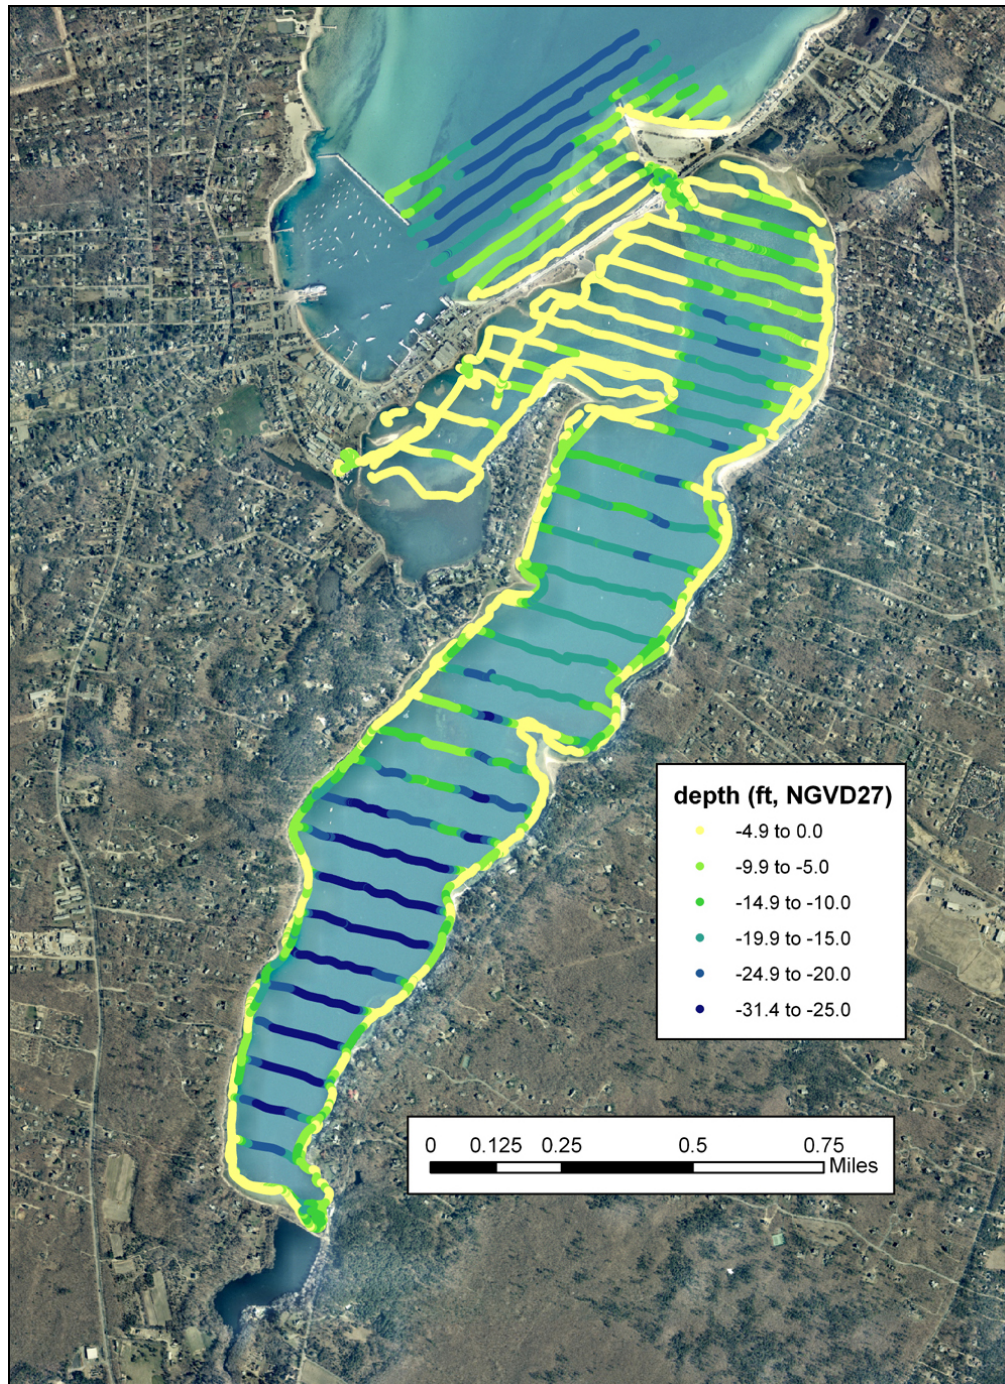 depth (ft, NGVD27)
-4.9 to 0.0
-9.9 to -5.0
-14.9 to -10.0
-19.9 to -15.0
-24.9 to -20.0
-31.4 to -25.0
0 0.125 0.25 0.5 0.75
Miles